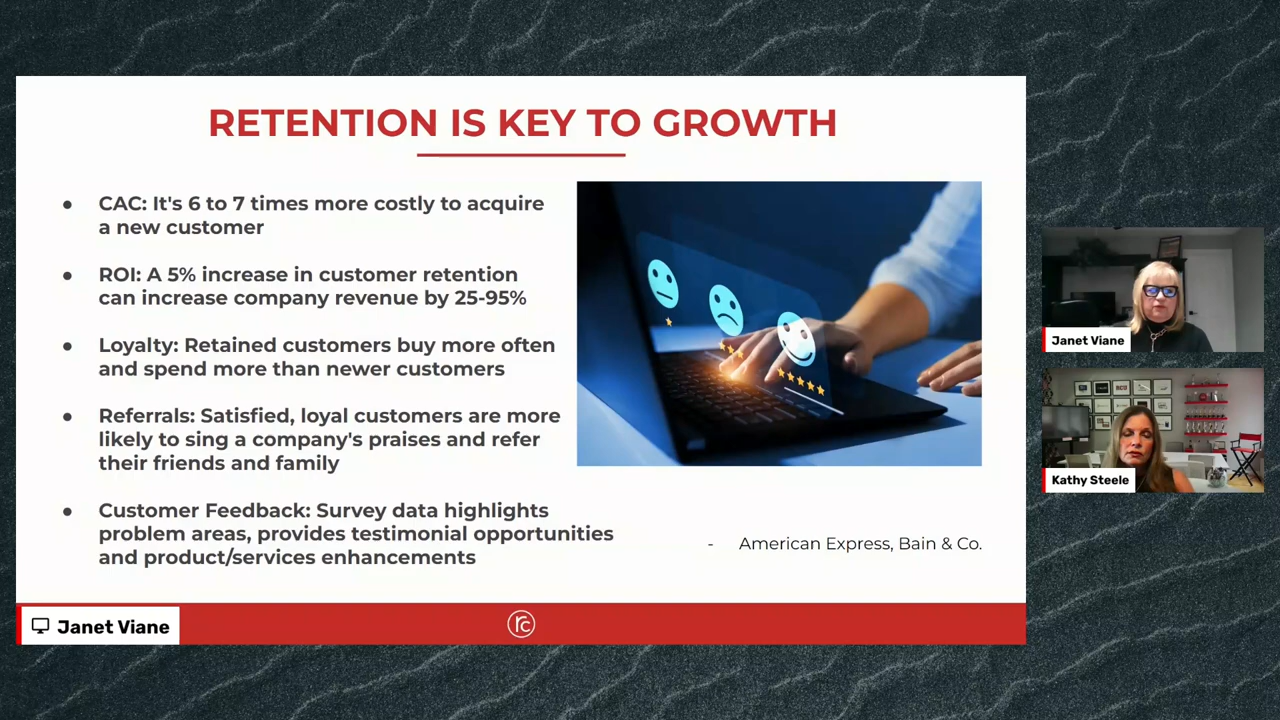 RETENTION IS KEY TO GROWTH
● CAC: It's 6 to 7 times more costly to acquire
a new customer
● ROI: A 5% increase in customer retention
can increase company revenue by 25-95%
● Loyalty: Retained customers buy more often
and spend more than newer customers
● Referrals: Satisfied, loyal customers are more
likely to sing a company's praises and refer
their friends and family
● Customer Feedback: Survey data highlights
problem areas, provides testimonial opportunities
and product/services enhancements
- American Express, Bain & Co.
Janet Viane
rc
Janet Viane
Kathy Steele